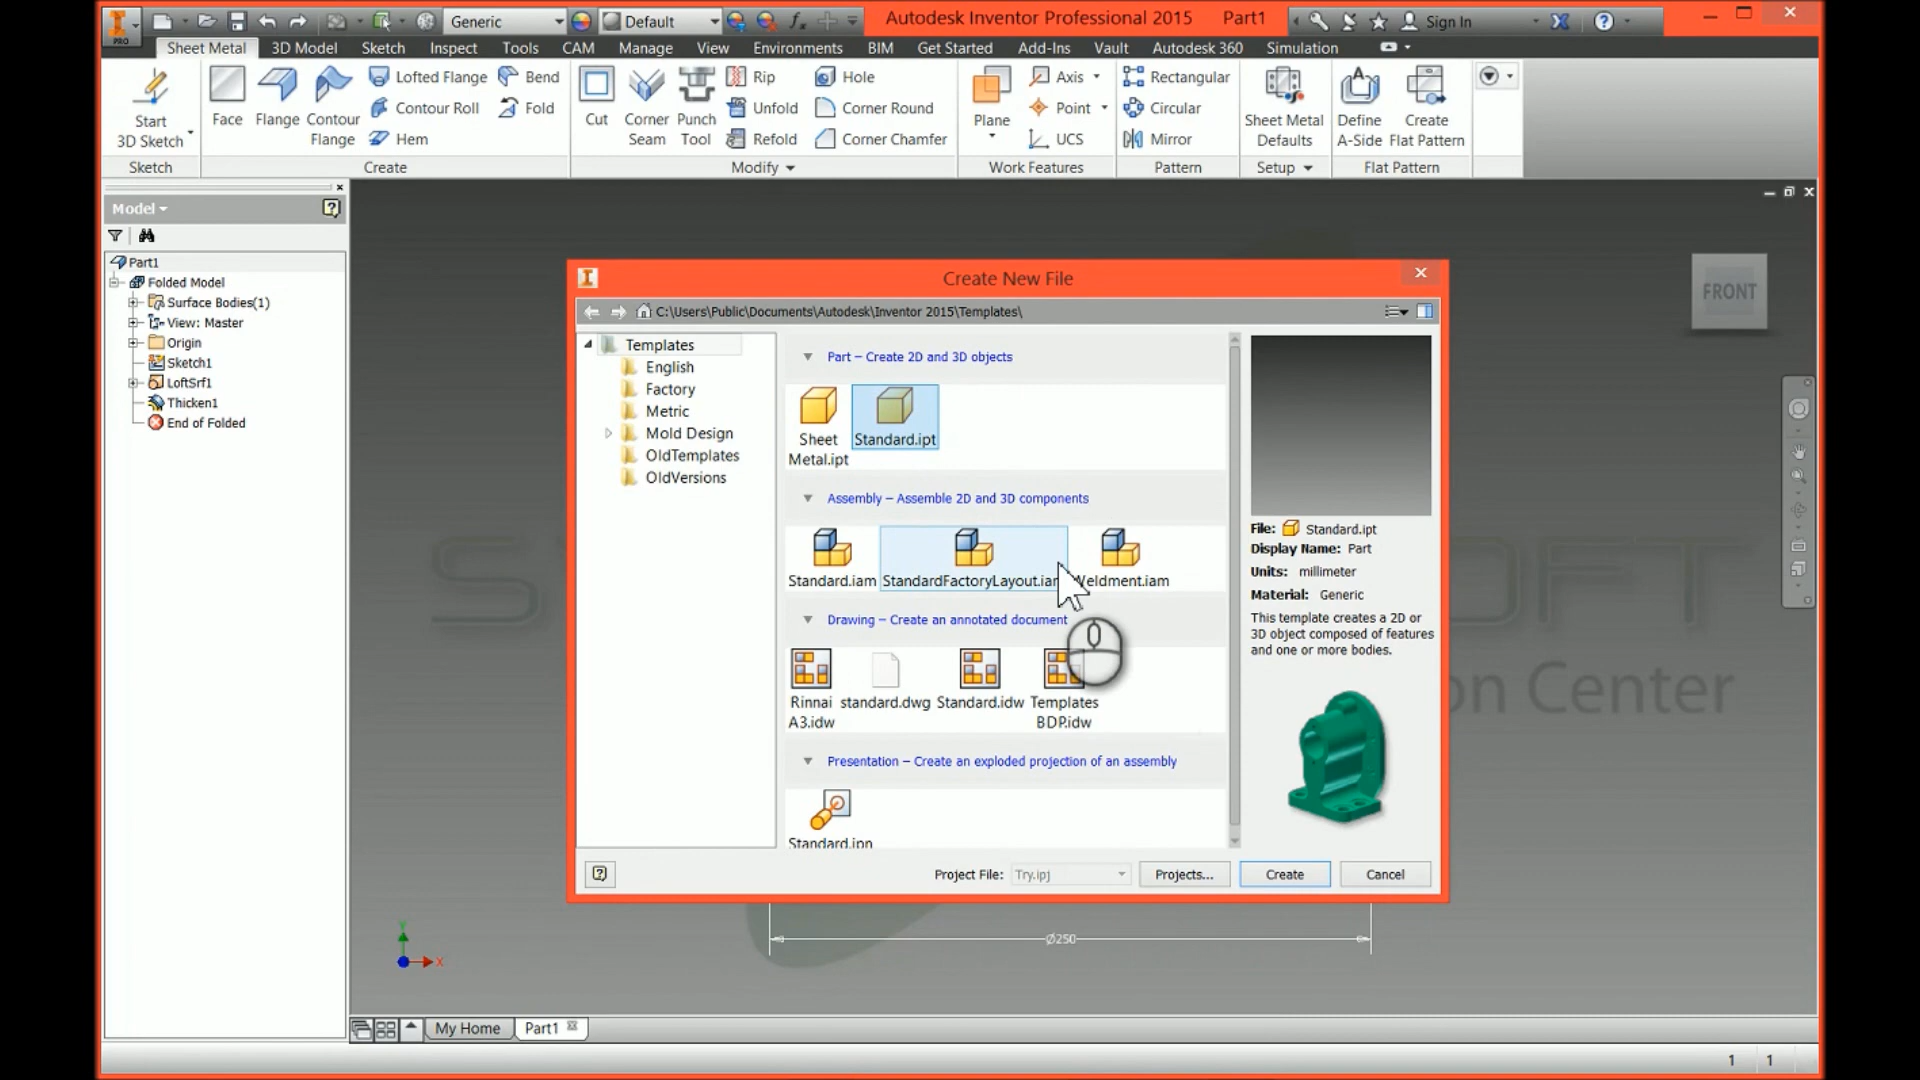 PRO
Generic
Default
Autodesk Inventor Professional 2015 Part1
Sign In
Sheet Metal 3D Model Sketch Inspect Tools CAM Manage View Environments BIM Get Started Add-Ins Vault Autodesk 360 Simulation
Start
3D Sketch
Face
Flange
Contour
Flange
Lofted Flange
Contour Roll
Hem
Bend
Fold
Cut
Corner
Seam
Punch
Tool
Rip
Unfold
Refold
Hole
Corner Round
Corner Chamfer
Plane
Axis
Point
UCS
Rectangular
Circular
Mirror
Sheet Metal
Defaults
Define
A-Side
Create
Flat Pattern
Sketch Create Modify Work Features Pattern Setup Flat Pattern
Model
Part1
Folded Model
Surface Bodies(1)
View: Master
Origin
Sketch1
LoftSrf1
Thicken1
End of Folded
FRONT
Create New File
C:\Users\Public\Documents\Autodesk\Inventor 2015\Templates\
Templates
English
Factory
Metric
Mold Design
OldTemplates
OldVersions
Part – Create 2D and 3D objects
Sheet
Metal.ipt
Standard.ipt
Assembly – Assemble 2D and 3D components
Standard.iam
StandardFactoryLayout.iam
Weldment.iam
Drawing – Create an annotated document
Rinnai
A3.idw
standard.dwg
Standard.idw
Templates
BDP.idw
Presentation – Create an exploded projection of an assembly
Standard.ipn
File: Standard.ipt
Display Name: Part
Units: millimeter
Material: Generic
This template creates a 2D or
3D object composed of features
and one or more bodies.
Project File: Try.ipj
Projects...
Create
Cancel
Center
Ø250
Y
X
My Home
Part1
1 1